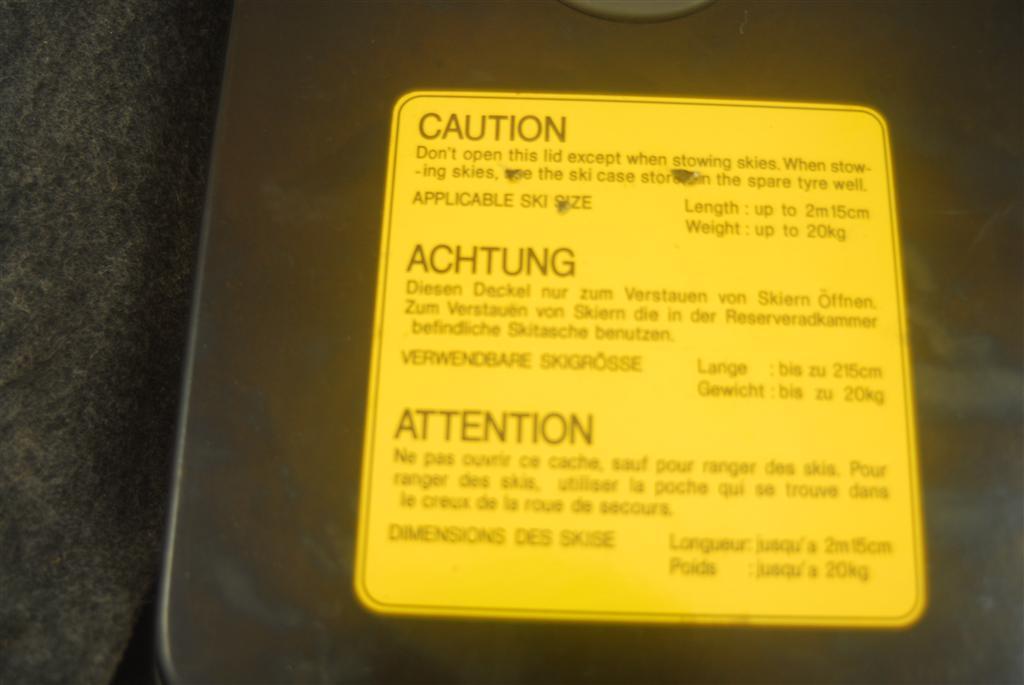 CAUTION
Don't open this lid except when stowing skies. When stow-
-ing skies, use the ski case stored in the spare tyre well.
APPLICABLE SKI SIZE
Length : up to 2m15cm
Weight : up to 20kg
ACHTUNG
Diesen Deckel nur zum Verstauen von Skiern Öffnen.
Zum Verstauen von Skiern die in der Reserveradkammer
befindliche Skitasche benutzen.
VERWENDBARE SKIGRÖSSE
Lange : bis zu 215cm
Gewicht : bis zu 20kg
ATTENTION
Ne pas ouvrir ce cache, sauf pour ranger des skis. Pour
ranger des skis, utiliser la poche qui se trouve dans
le creux de la roue de secours.
DIMENSIONS DES SKISE
Longueur: jusqu'a 2m15cm
Poids : jusqu'a 20kg